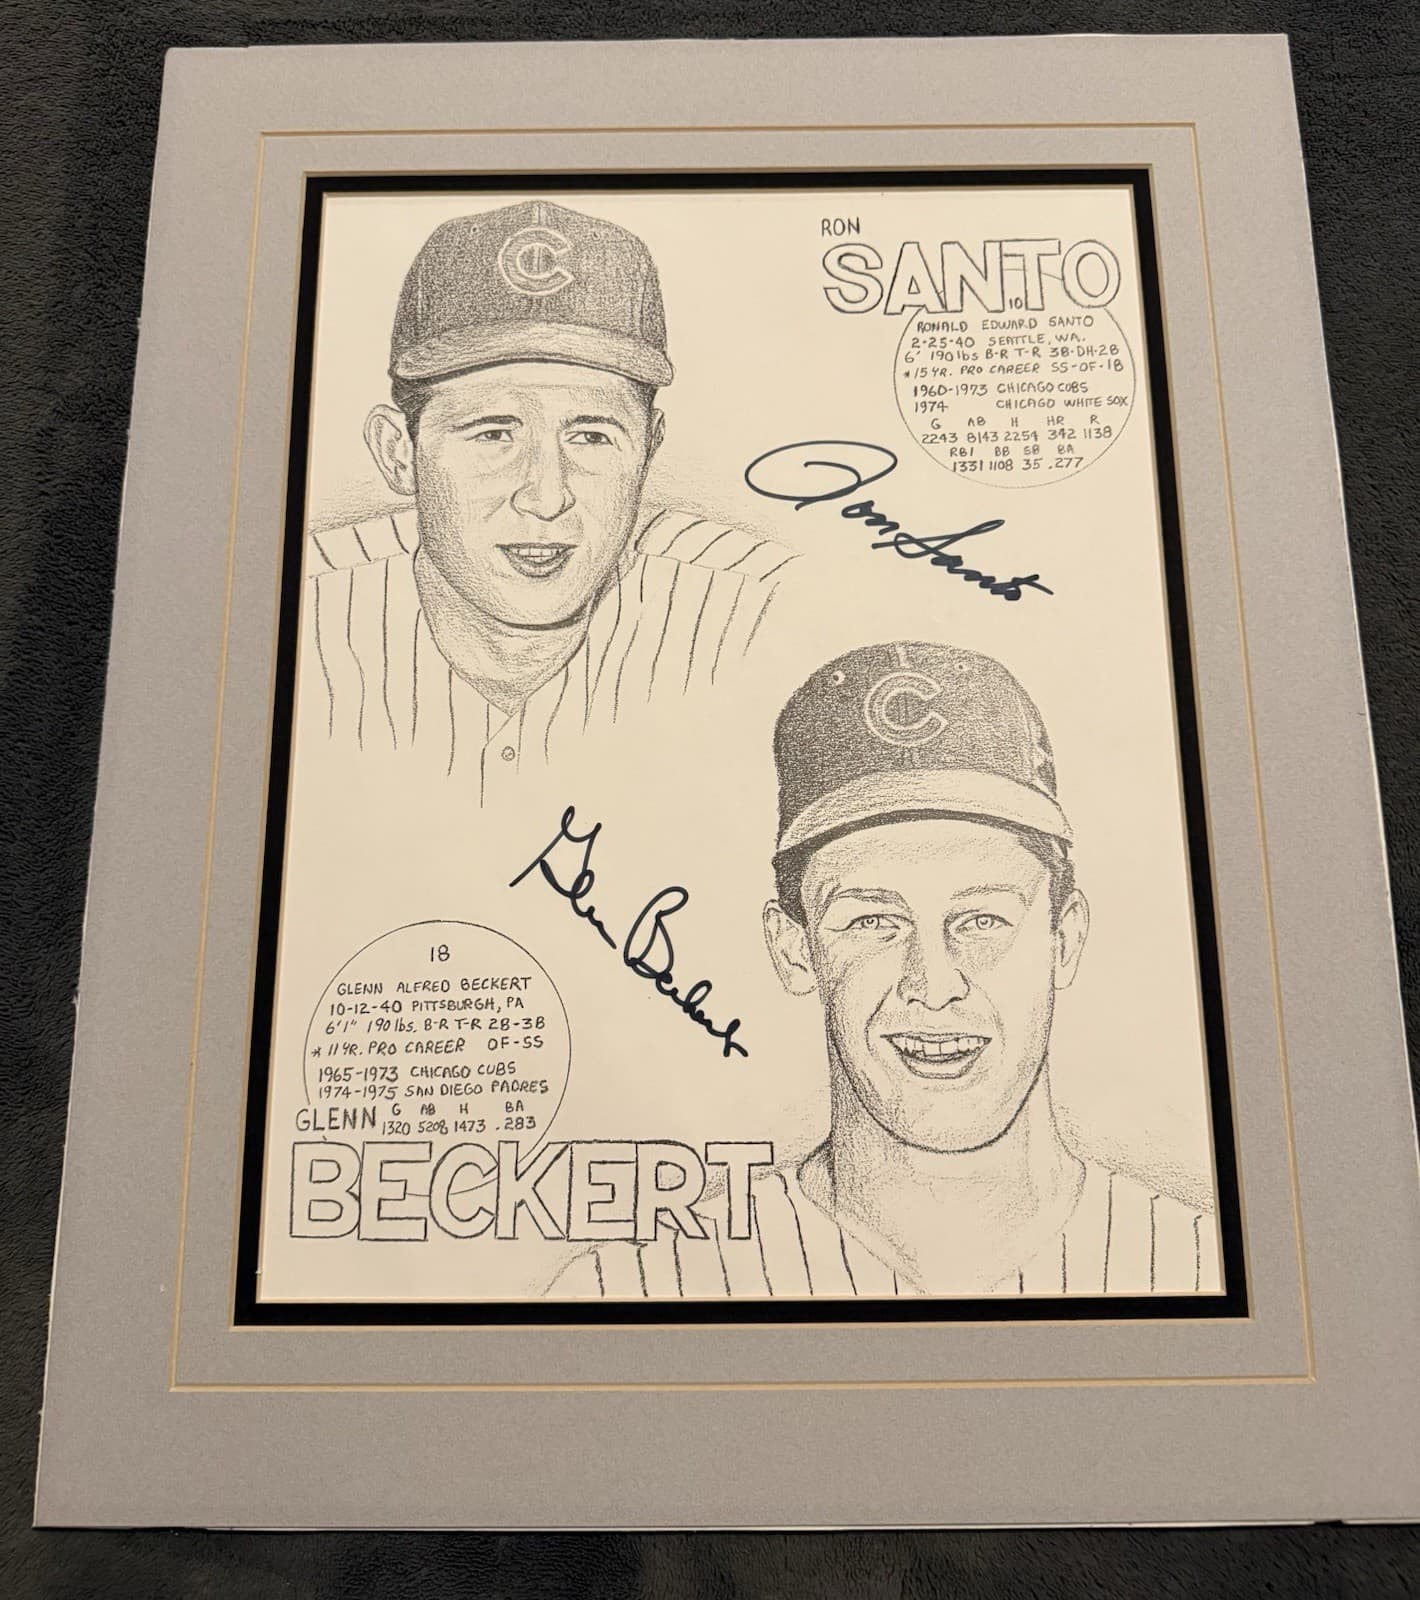 C
RON
SANTO
10
RONALD EDWARD SANTO
2-25-40 SEATTLE, WA.
6' 190 lbs B-R T-R 3B-DH-2B
* 15 YR. PRO CAREER SS-OF-1B
1960-1973 CHICAGO CUBS
1974 CHICAGO WHITE SOX
G AB H HR R
2243 8143 2254 342 1138
RBI BB SB BA
1331 1108 35 .277
Ron Santo
C
Glenn Beckert
18
GLENN ALFRED BECKERT
10-12-40 PITTSBURGH, PA
6'1" 190 lbs. B-R T-R 2B-3B
* 11 YR. PRO CAREER OF-SS
1965-1973 CHICAGO CUBS
1974-1975 SAN DIEGO PADRES
G AB H BA
1320 5208 1473 .283
GLENN
BECKERT